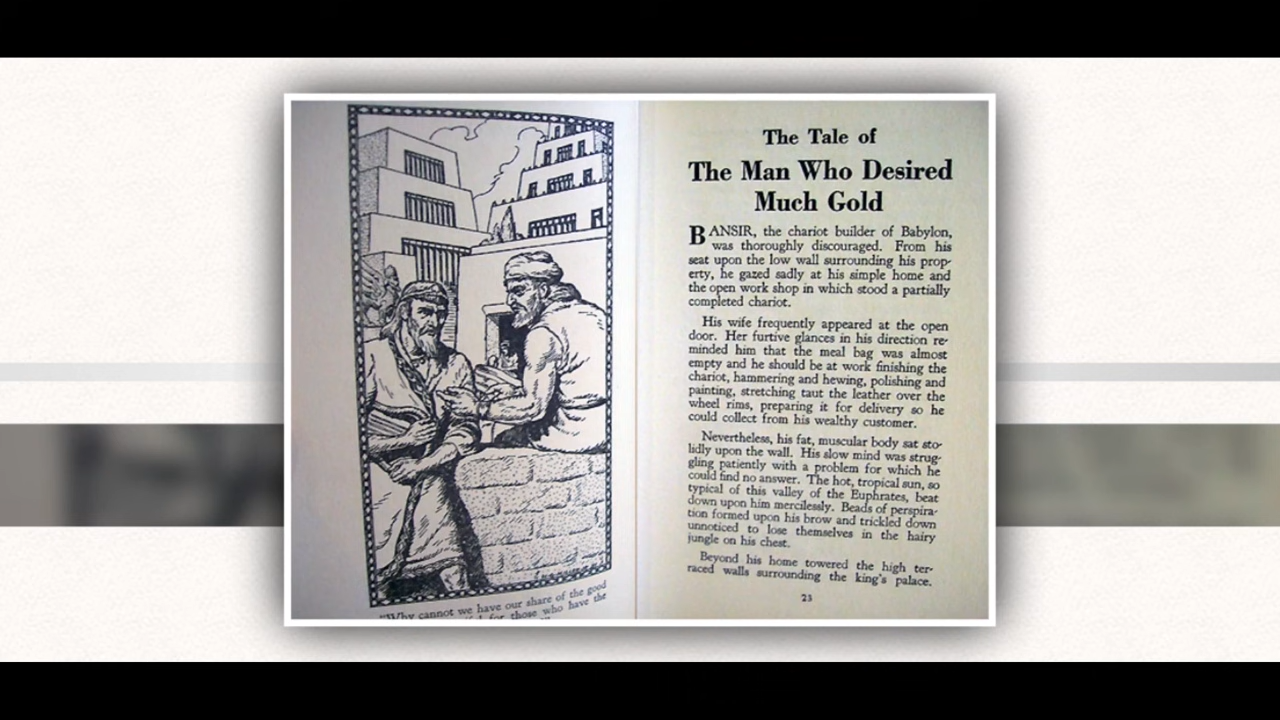 "Why cannot we have our share of the good
for those who have the
The Tale of
The Man Who Desired
Much Gold
BANSIR, the chariot builder of Babylon,
was thoroughly discouraged. From his
seat upon the low wall surrounding his prop-
erty, he gazed sadly at his simple home and
the open work shop in which stood a partially
completed chariot.
His wife frequently appeared at the open
door. Her furtive glances in his direction re-
minded him that the meal bag was almost
empty and he should be at work finishing the
chariot, hammering and hewing, polishing and
painting, stretching taut the leather over the
wheel rims, preparing it for delivery so he
could collect from his wealthy customer.
Nevertheless, his fat, muscular body sat sto-
lidly upon the wall. His slow mind was strug-
gling patiently with a problem for which he
could find no answer. The hot, tropical sun, so
typical of this valley of the Euphrates, beat
down upon him mercilessly. Beads of perspira-
tion formed upon his brow and trickled down
unnoticed to lose themselves in the hairy
jungle on his chest.
Beyond his home towered the high ter-
raced walls surrounding the king's palace.
23